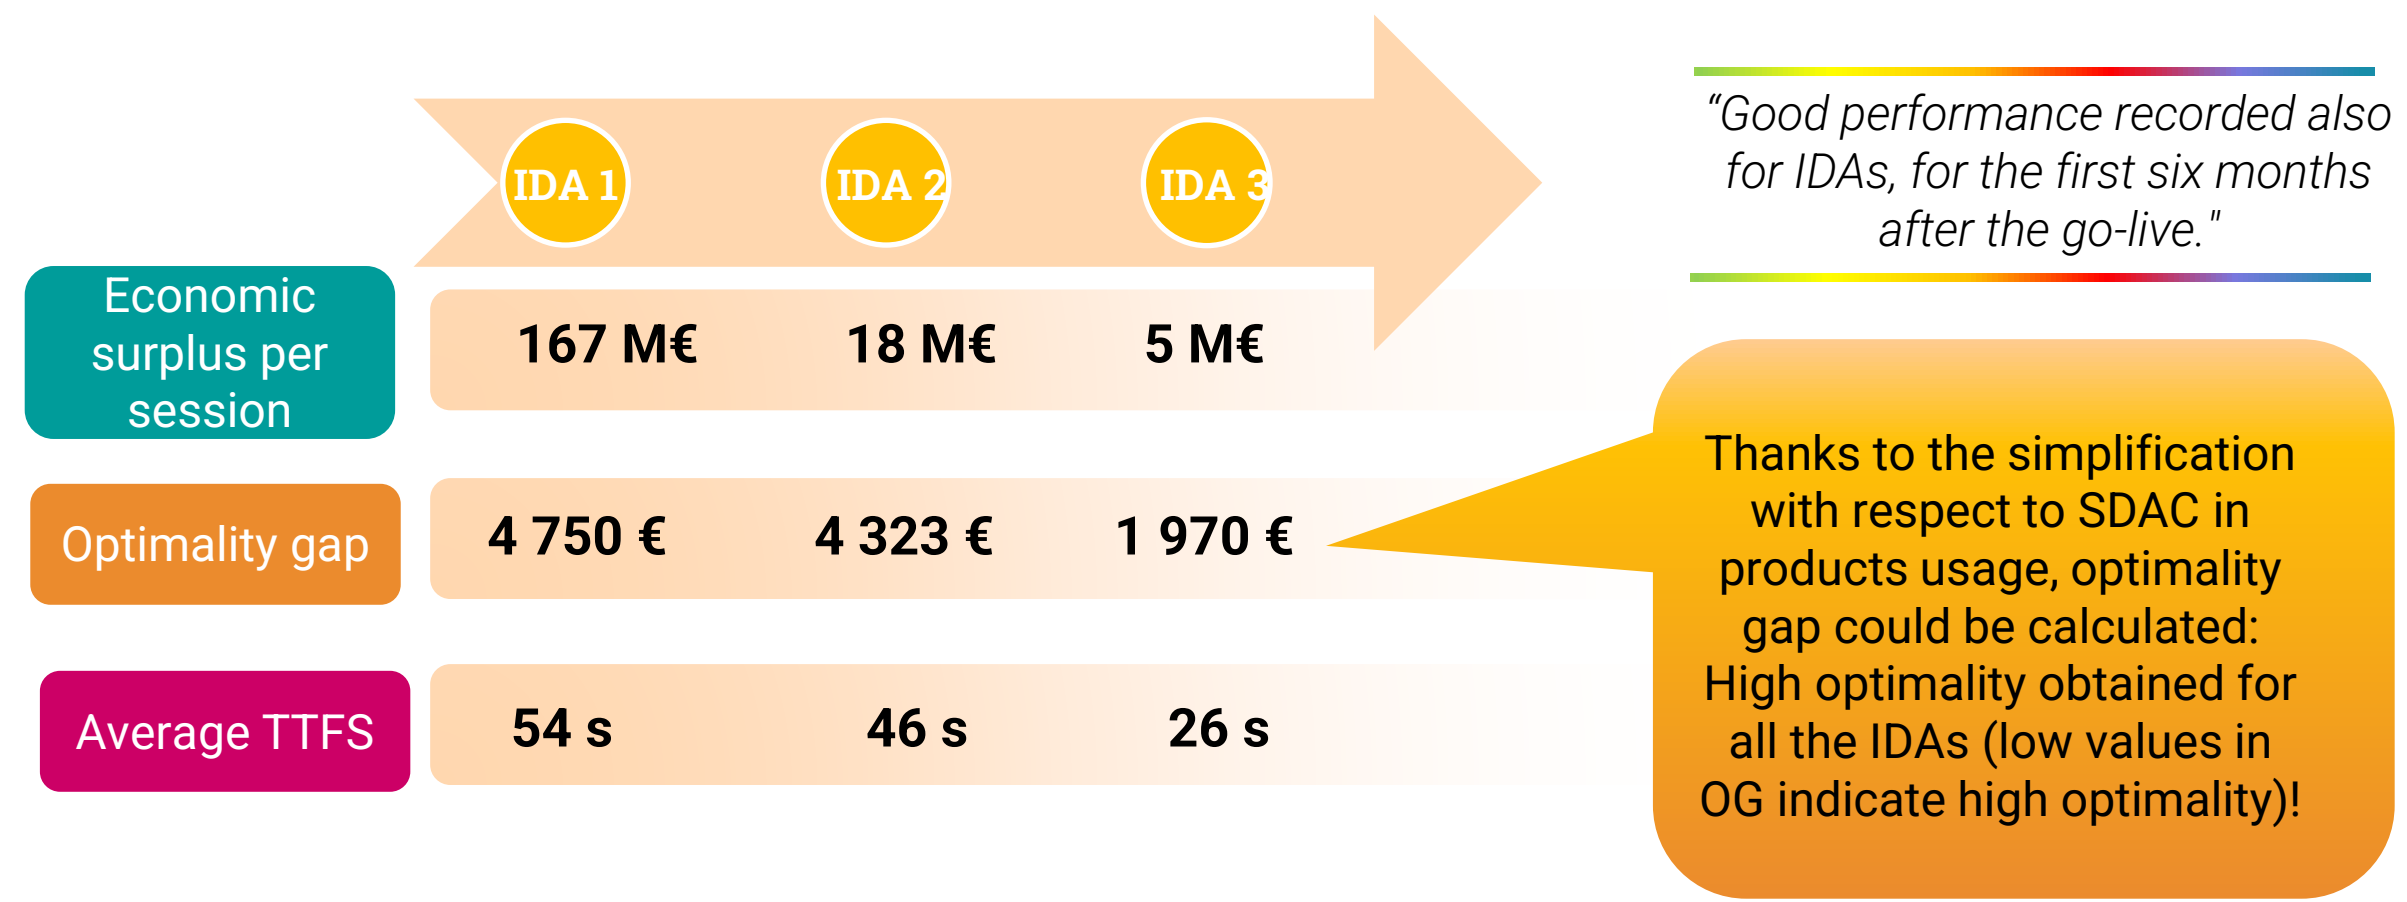 IDA 1 IDA 2 IDA 3
“Good performance recorded also
for IDAs, for the first six months
after the go-live."
Economic
surplus per
session
167 M€ 18 M€ 5 M€
Optimality gap
4 750 € 4 323 € 1 970 €
Average TTFS
54 s 46 s 26 s
Thanks to the simplification
with respect to SDAC in
products usage, optimality
gap could be calculated:
High optimality obtained for
all the IDAs (low values in
OG indicate high optimality)!